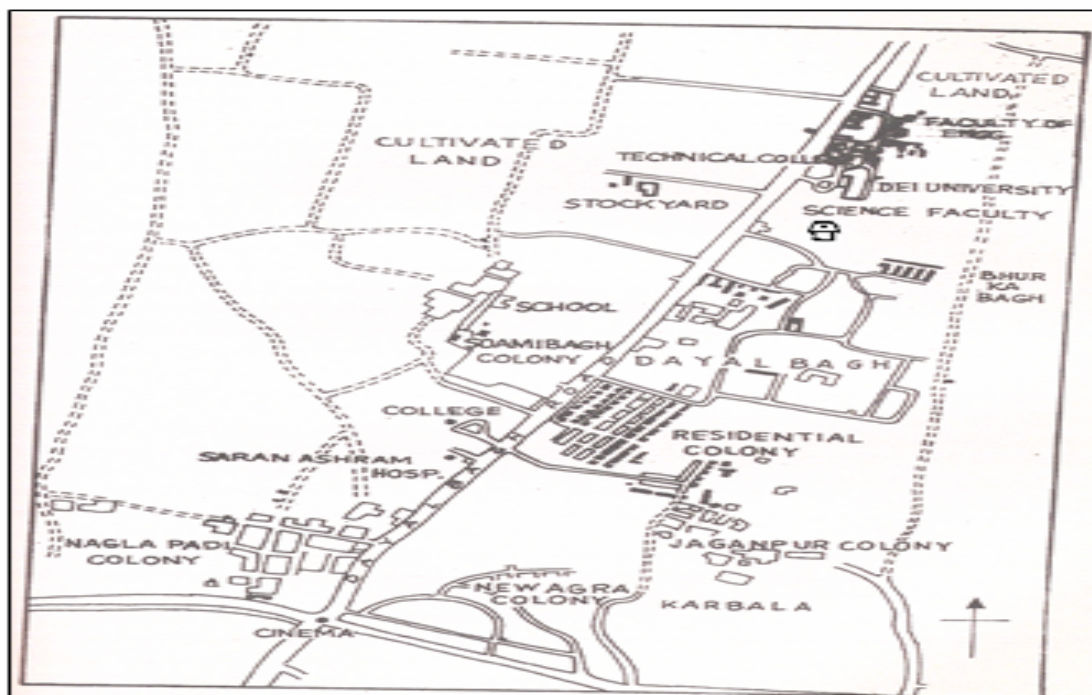 CULTIVATED
LAND
FACULTY OF
ENGG.
CULTIVATED
LAND
TECHNICAL COLL
DEI UNIVERSITY
STOCKYARD
SCIENCE FACULTY
BHUR
KA
BAGH
SCHOOL
SOAMIBAGH
COLONY
DAYAL BAGH
COLLEGE
RESIDENTIAL
COLONY
SARAN ASHRAM
HOSP.
NAGLA PADI
COLONY
JAGANPUR COLONY
NEW AGRA
COLONY
KARBALA
CINEMA